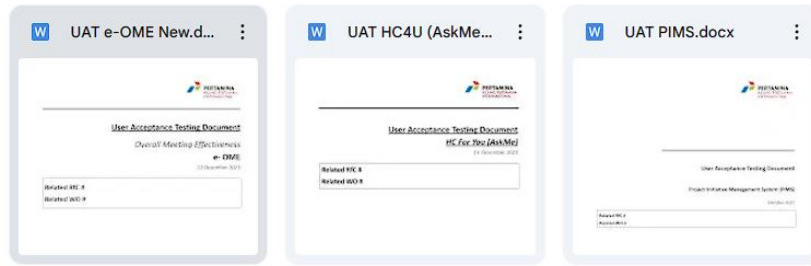 UAT e-OME New.d...
PERTAMINA
User Acceptance Testing Document
Overall Meeting Effectiveness
e- OME
Related RfC #
Related WO #
UAT HC4U (AskMe...
PERTAMINA
User Acceptance Testing Document
HC For You [AskMe]
Related RfC #
Related WO #
UAT PIMS.docx
PERTAMINA
User Acceptance Testing Document
Project Initiative Management System (PIMS)